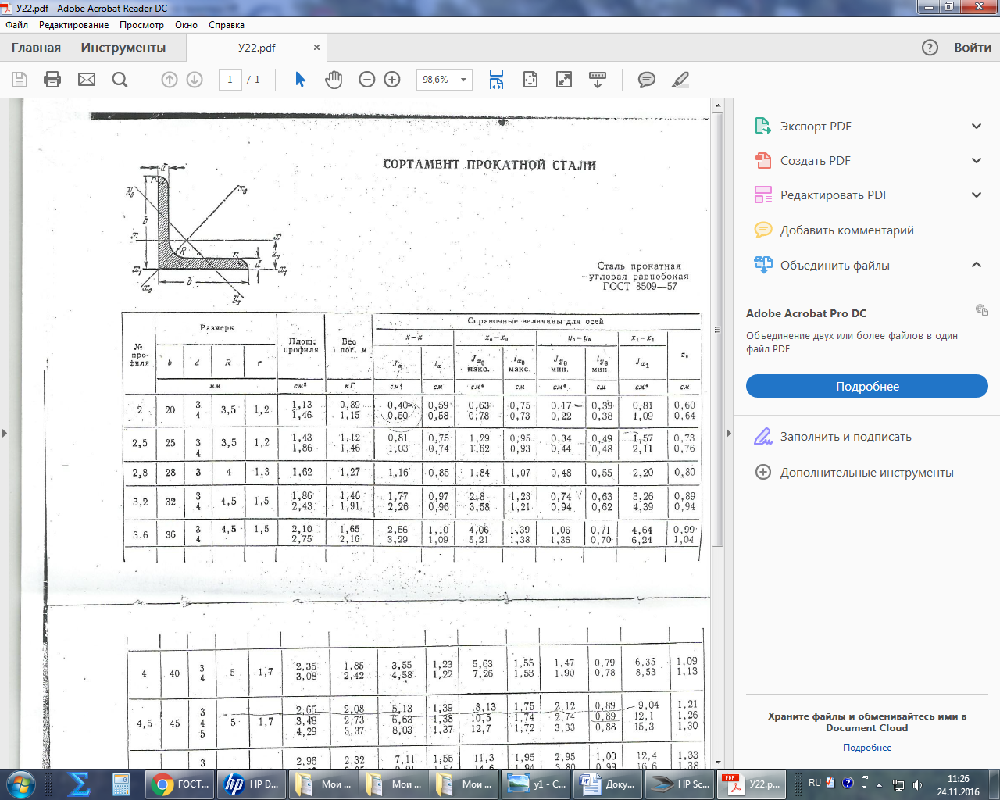 У22.pdf - Adobe Acrobat Reader DC
Файл Редактирование Просмотр Окно Справка
Главная Инструменты У22.pdf × ? Войти
1 / 1 98,6%
СОРТАМЕНТ ПРОКАТНОЙ СТАЛИ
d
r
y₀ x₀
b
x x
R r d z₀
x₁ x₁
x₀ b y₀
Сталь прокатная
угловая равнобокая
ГОСТ 8509—57
№ профиля Размеры Площ. профиля Вес 1 пог. м Справочные величины для осей
x—x x₀—x₀ y₀—y₀ x₁—x₁ z₀
b d R r Jx ix Jx₀ макс. ix₀ макс. Jy₀ мин. iy₀ мин. Jx₁
мм см² кГ см⁴ см см⁴ см см⁴ см см⁴ см
2 20 3 3,5 1,2 1,13 0,89 0,40 0,59 0,63 0,75 0,17 0,39 0,81 0,60
4 1,46 1,15 0,50 0,58 0,78 0,73 0,22 0,38 1,09 0,64
2,5 25 3 3,5 1,2 1,43 1,12 0,81 0,75 1,29 0,95 0,34 0,49 1,57 0,73
4 1,86 1,46 1,03 0,74 1,62 0,93 0,44 0,48 2,11 0,76
2,8 28 3 4 1,3 1,62 1,27 1,16 0,85 1,84 1,07 0,48 0,55 2,20 0,80
3,2 32 3 4,5 1,5 1,86 1,46 1,77 0,97 2,8 1,23 0,74 0,63 3,26 0,89
4 2,43 1,91 2,26 0,96 3,58 1,21 0,94 0,62 4,39 0,94
3,6 36 3 4,5 1,5 2,10 1,65 2,56 1,10 4,06 1,39 1,06 0,71 4,64 0,99
4 2,75 2,16 3,29 1,09 5,21 1,38 1,36 0,70 6,24 1,04
4 40 3 5 1,7 2,35 1,85 3,55 1,23 5,63 1,55 1,47 0,79 6,35 1,09
4 3,08 2,42 4,58 1,22 7,26 1,53 1,90 0,78 8,53 1,13
4,5 45 3 5 1,7 2,65 2,08 5,13 1,39 8,13 1,75 2,12 0,89 9,04 1,21
4 3,48 2,73 6,63 1,38 10,5 1,74 2,74 0,89 12,1 1,26
5 4,29 3,37 8,03 1,37 12,7 1,72 3,33 0,88 15,3 1,30
3 2,96 2,32 7,11 1,55 11,3 1,95 2,95 1,00 12,4 1,33
Экспорт PDF
Создать PDF
Редактировать PDF
Добавить комментарий
Объединить файлы
Adobe Acrobat Pro DC
Объединение двух или более файлов в один
файл PDF
Подробнее
Заполнить и подписать
Дополнительные инструменты
Храните файлы и обменивайтесь ими в
Document Cloud
Подробнее
ГОСТ... HP D... Мои ... Мои ... Мои ... у1 - С... Доку... HP Sc... У22.p... RU 11:26
24.11.2016